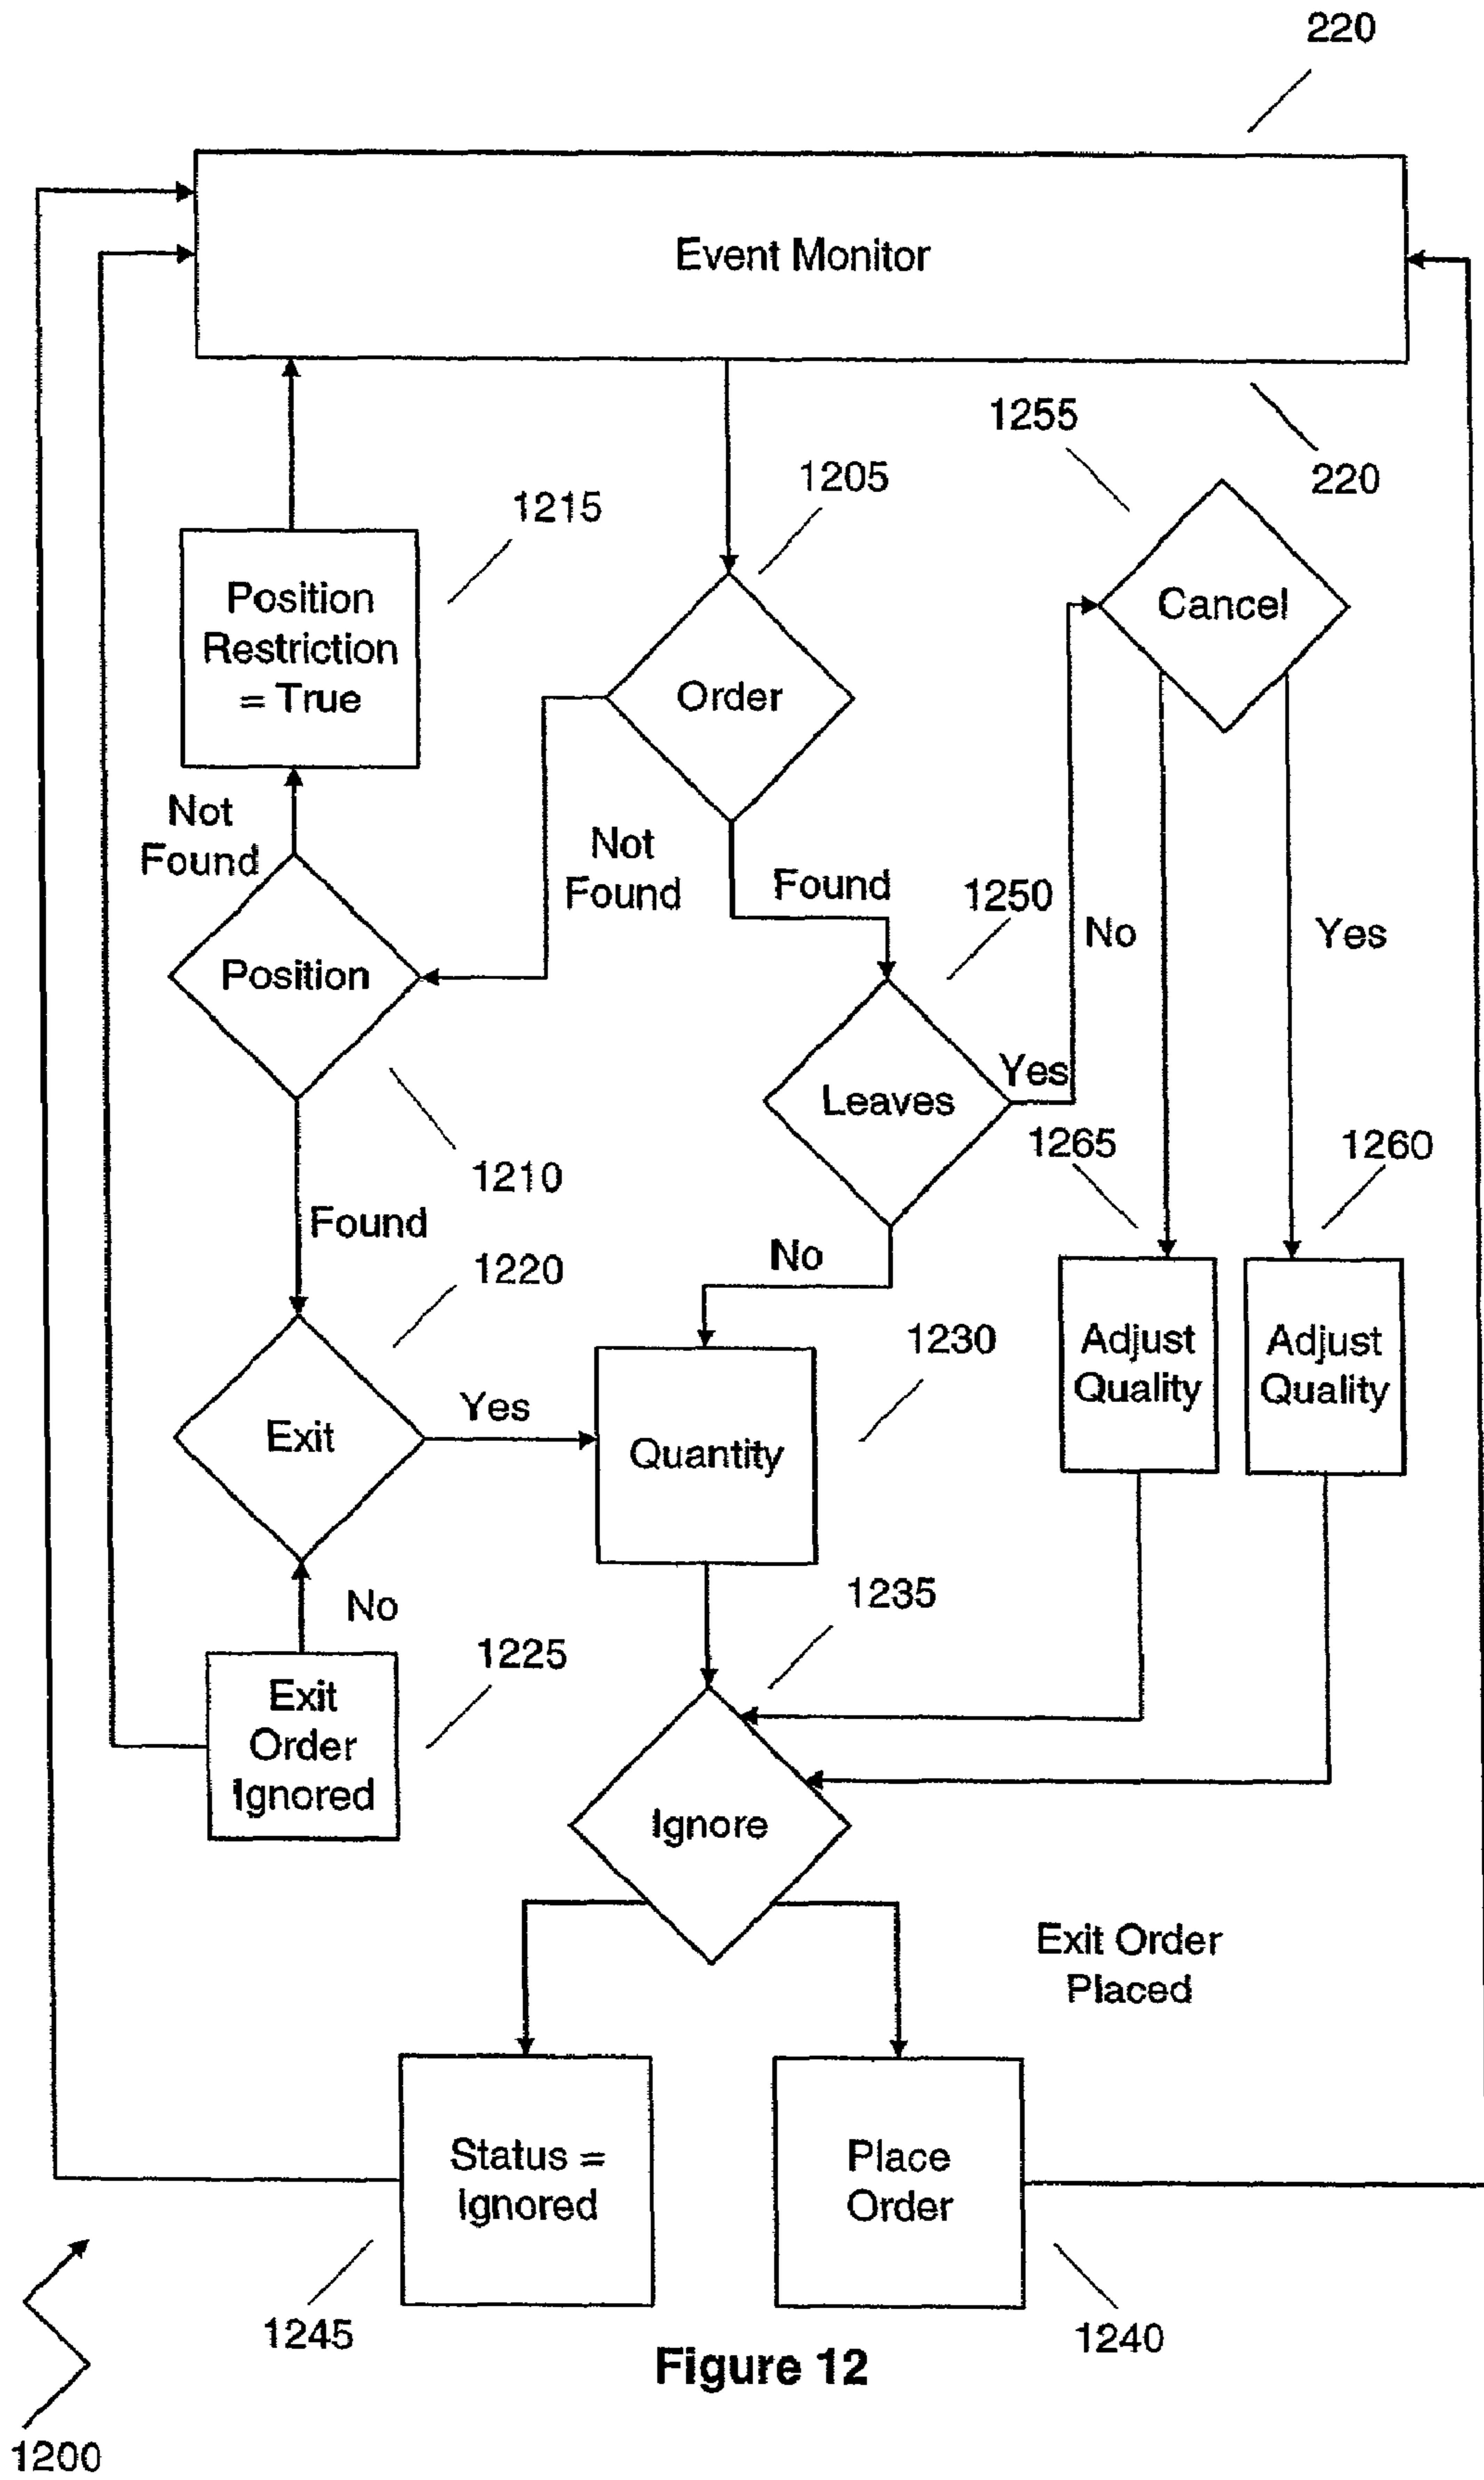 220
Event Monitor
220
1255
1205
1215
Cancel
Position
Restriction
= True
Order
Not
Found
Not
Found
Found
1250
No
Yes
Position
Leaves
Yes
1265
1260
1210
Found
1220
No
1230
Adjust
Quality
Adjust
Quality
Yes
Exit
Quantity
1235
No
1225
Exit
Order
Ignored
Ignore
Exit Order
Placed
Status =
Ignored
Place
Order
1245
1240
Figure 12
1200